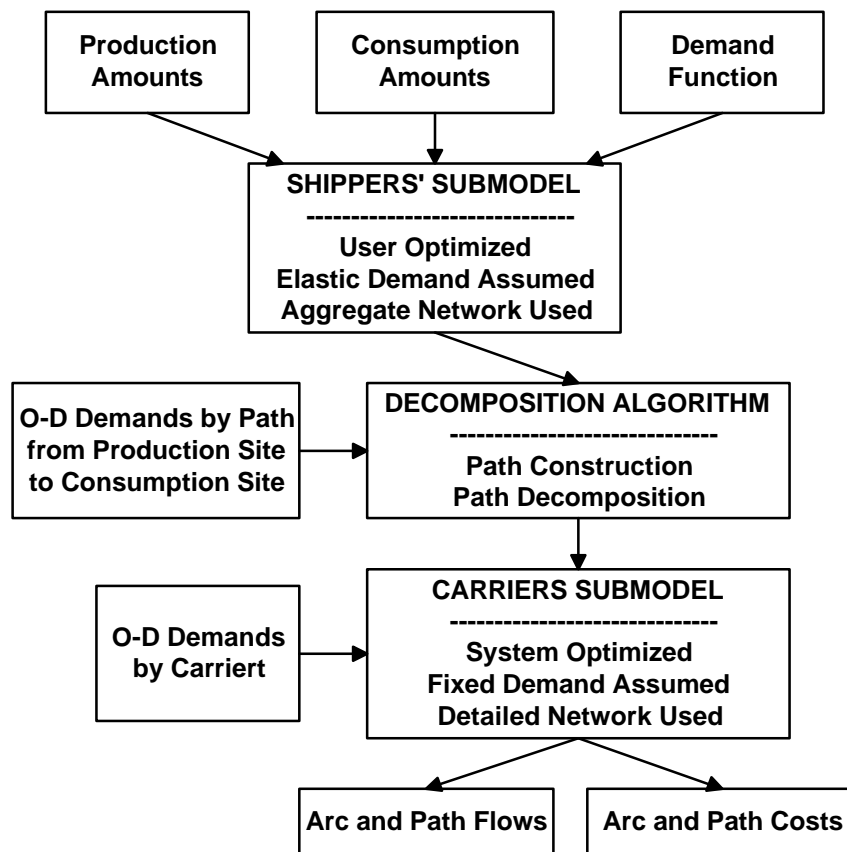 Production
Amounts
Consumption
Amounts
Demand
Function
SHIPPERS' SUBMODEL
------------------------------
User Optimized
Elastic Demand Assumed
Aggregate Network Used
O-D Demands by Path
from Production Site
to Consumption Site
DECOMPOSITION ALGORITHM
------------------------------
Path Construction
Path Decomposition
O-D Demands
by Carriert
CARRIERS SUBMODEL
------------------------------
System Optimized
Fixed Demand Assumed
Detailed Network Used
Arc and Path Flows
Arc and Path Costs